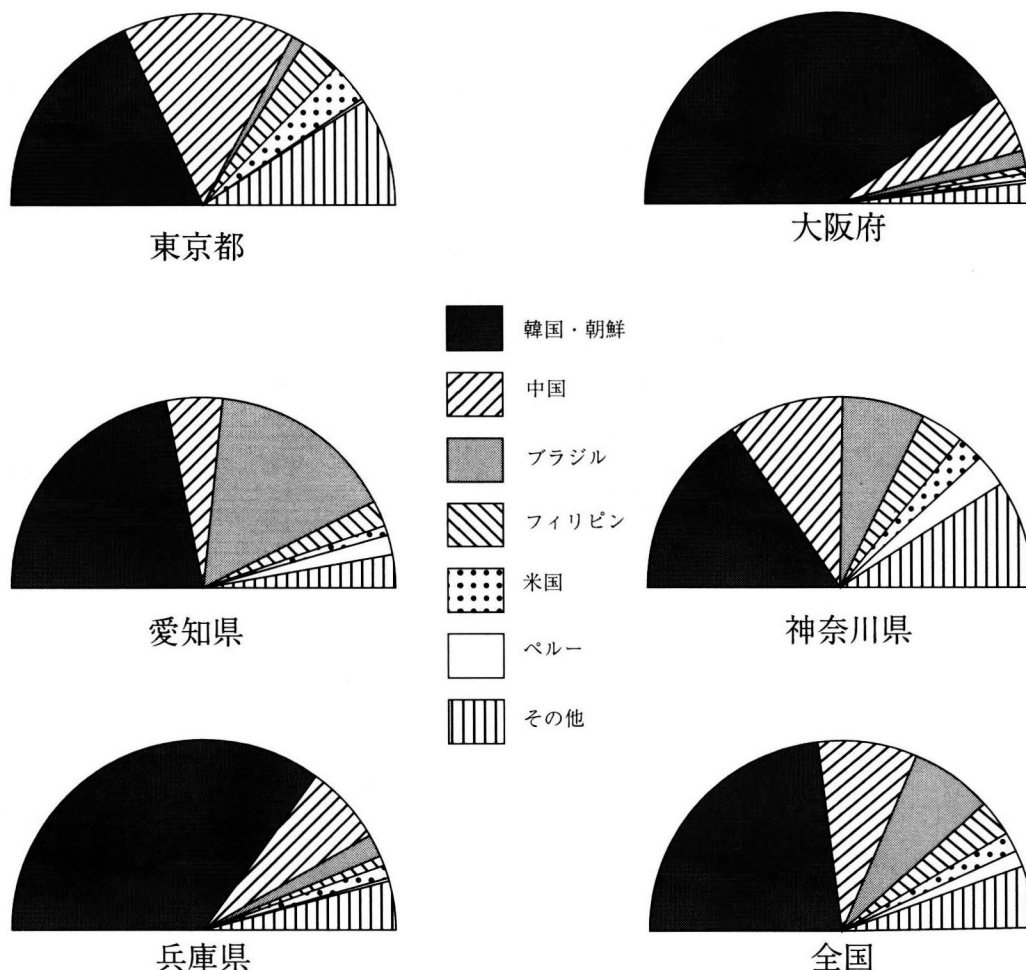 東京都
大阪府
韓国・朝鮮
中国
ブラジル
フィリピン
米国
ペルー
その他
愛知県
神奈川県
兵庫県
全国